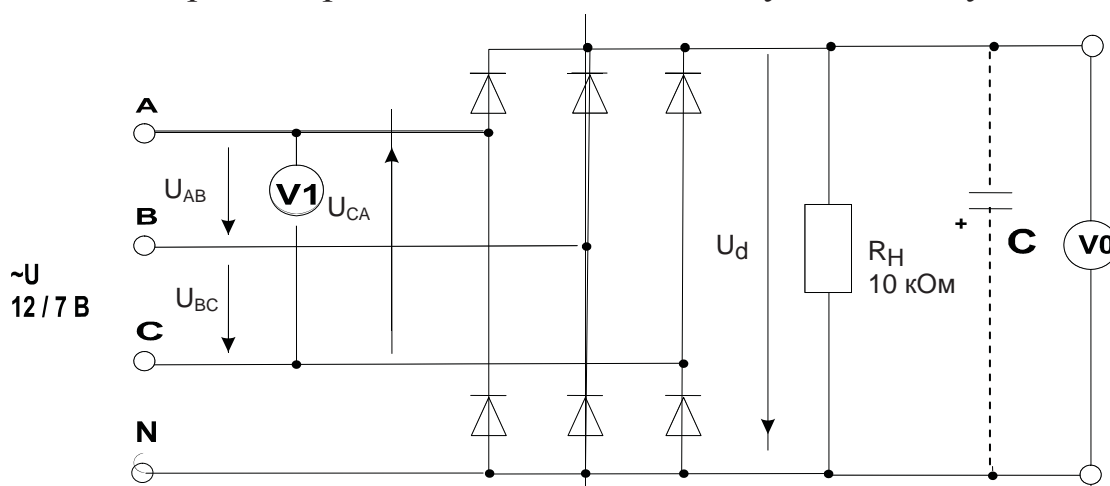 A
U_AB
V1
U_CA
B
~U
12 / 7 В
U_BC
C
N
U_d
R_H
10 кОм
+
C
V0